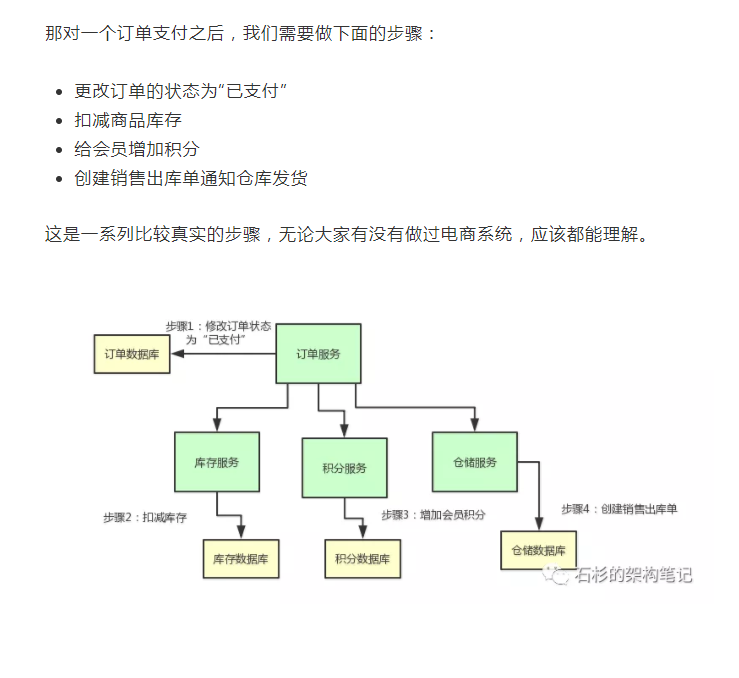 那对一个订单支付之后，我们需要做下面的步骤：
更改订单的状态为“已支付”
扣减商品库存
给会员增加积分
创建销售出库单通知仓库发货
这是一系列比较真实的步骤，无论大家有没有做过电商系统，应该都能理解。
步骤1：修改订单状态
为“已支付”
订单数据库
订单服务
库存服务
积分服务
仓储服务
步骤2：扣减库存
步骤3：增加会员积分
步骤4：创建销售出库单
库存数据库
积分数据库
仓储数据库
石杉的架构笔记